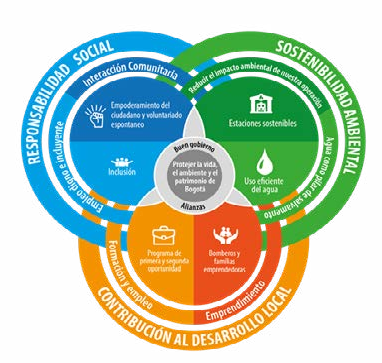 RESPONSABILIDAD SOCIAL
Interacción Comunitaria
Empoderamiento del
ciudadano y voluntariado
espontaneo
Inclusión
Empleo digno e incluyente
SOSTENIBILIDAD AMBIENTAL
Reducir el impacto ambiental de nuestra operación
Estaciones sostenibles
Uso eficiente
del agua
Agua como pilar de salvamento
Buen gobierno
Proteger la vida,
el ambiente y el
patrimonio de
Bogotá
Alianzas
Programa de
primera y segunda
oportunidad
Formacion y empleo
Bomberos y
familias
emprendedoras
Emprendimiento
CONTRIBUCIÓN AL DESARROLLO LOCAL